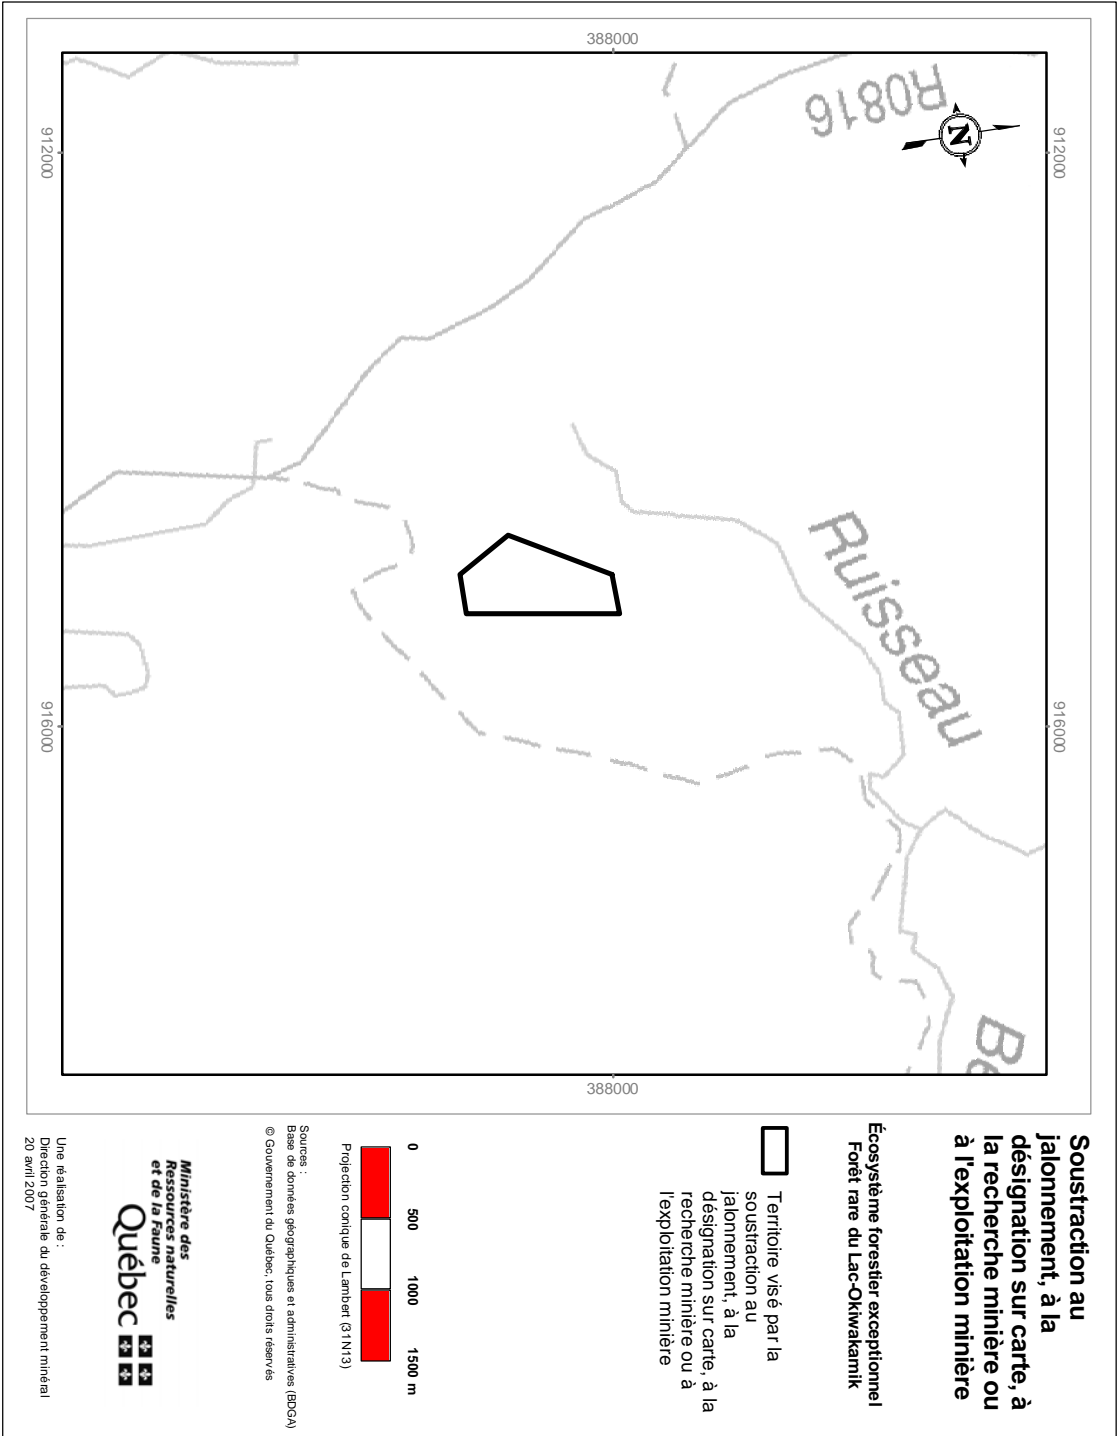 Soustraction au
jalonnement, à la
désignation sur carte, à
la recherche minière ou
à l'exploitation minière
Écosystème forestier exceptionnel
Forêt rare du Lac-Okiwakamik
Territoire visé par la
soustraction au
jalonnement, à la
désignation sur carte, à la
recherche minière ou à
l'exploitation minière
0 500 1000 1500 m
Projection conique de Lambert (31N13)
Sources :
Base de données géographiques et administratives (BDGA)
© Gouvernement du Québec, tous droits réservés
Ministère des
Ressources naturelles
et de la Faune
Québec
Une réalisation de :
Direction générale du développement minéral
20 avril 2007
912000
916000
388000
388000
912000
916000
N
R0816
Ruisseau
Be